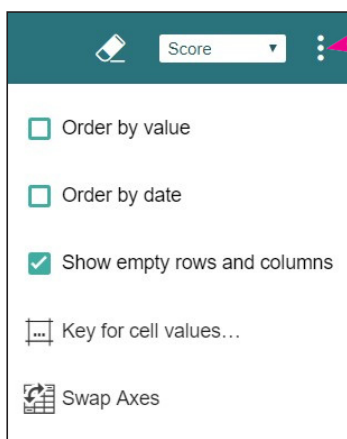 Score
Order by value
Order by date
Show empty rows and columns
Key for cell values...
Swap Axes